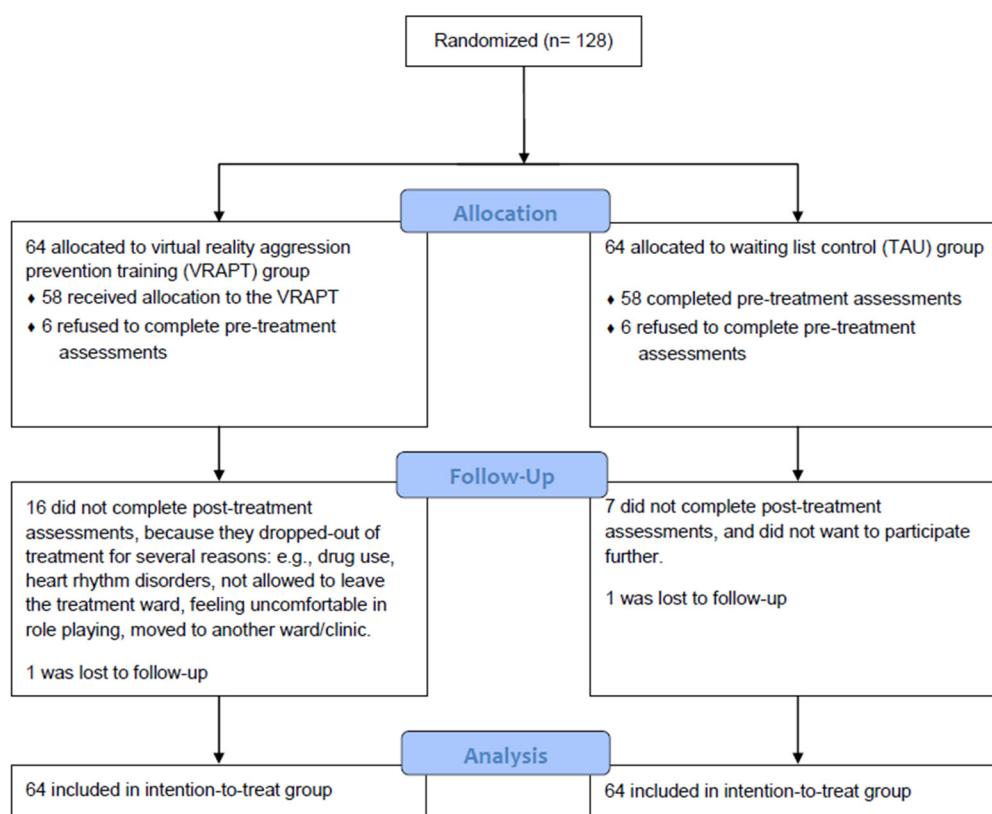 Randomized (n= 128)
Allocation
64 allocated to virtual reality aggression
prevention training (VRAPT) group
♦ 58 received allocation to the VRAPT
♦ 6 refused to complete pre-treatment
assessments
64 allocated to waiting list control (TAU) group
♦ 58 completed pre-treatment assessments
♦ 6 refused to complete pre-treatment
assessments
Follow-Up
16 did not complete post-treatment
assessments, because they dropped-out of
treatment for several reasons: e.g., drug use,
heart rhythm disorders, not allowed to leave
the treatment ward, feeling uncomfortable in
role playing, moved to another ward/clinic.
1 was lost to follow-up
7 did not complete post-treatment
assessments, and did not want to participate
further.
1 was lost to follow-up
Analysis
64 included in intention-to-treat group
64 included in intention-to-treat group